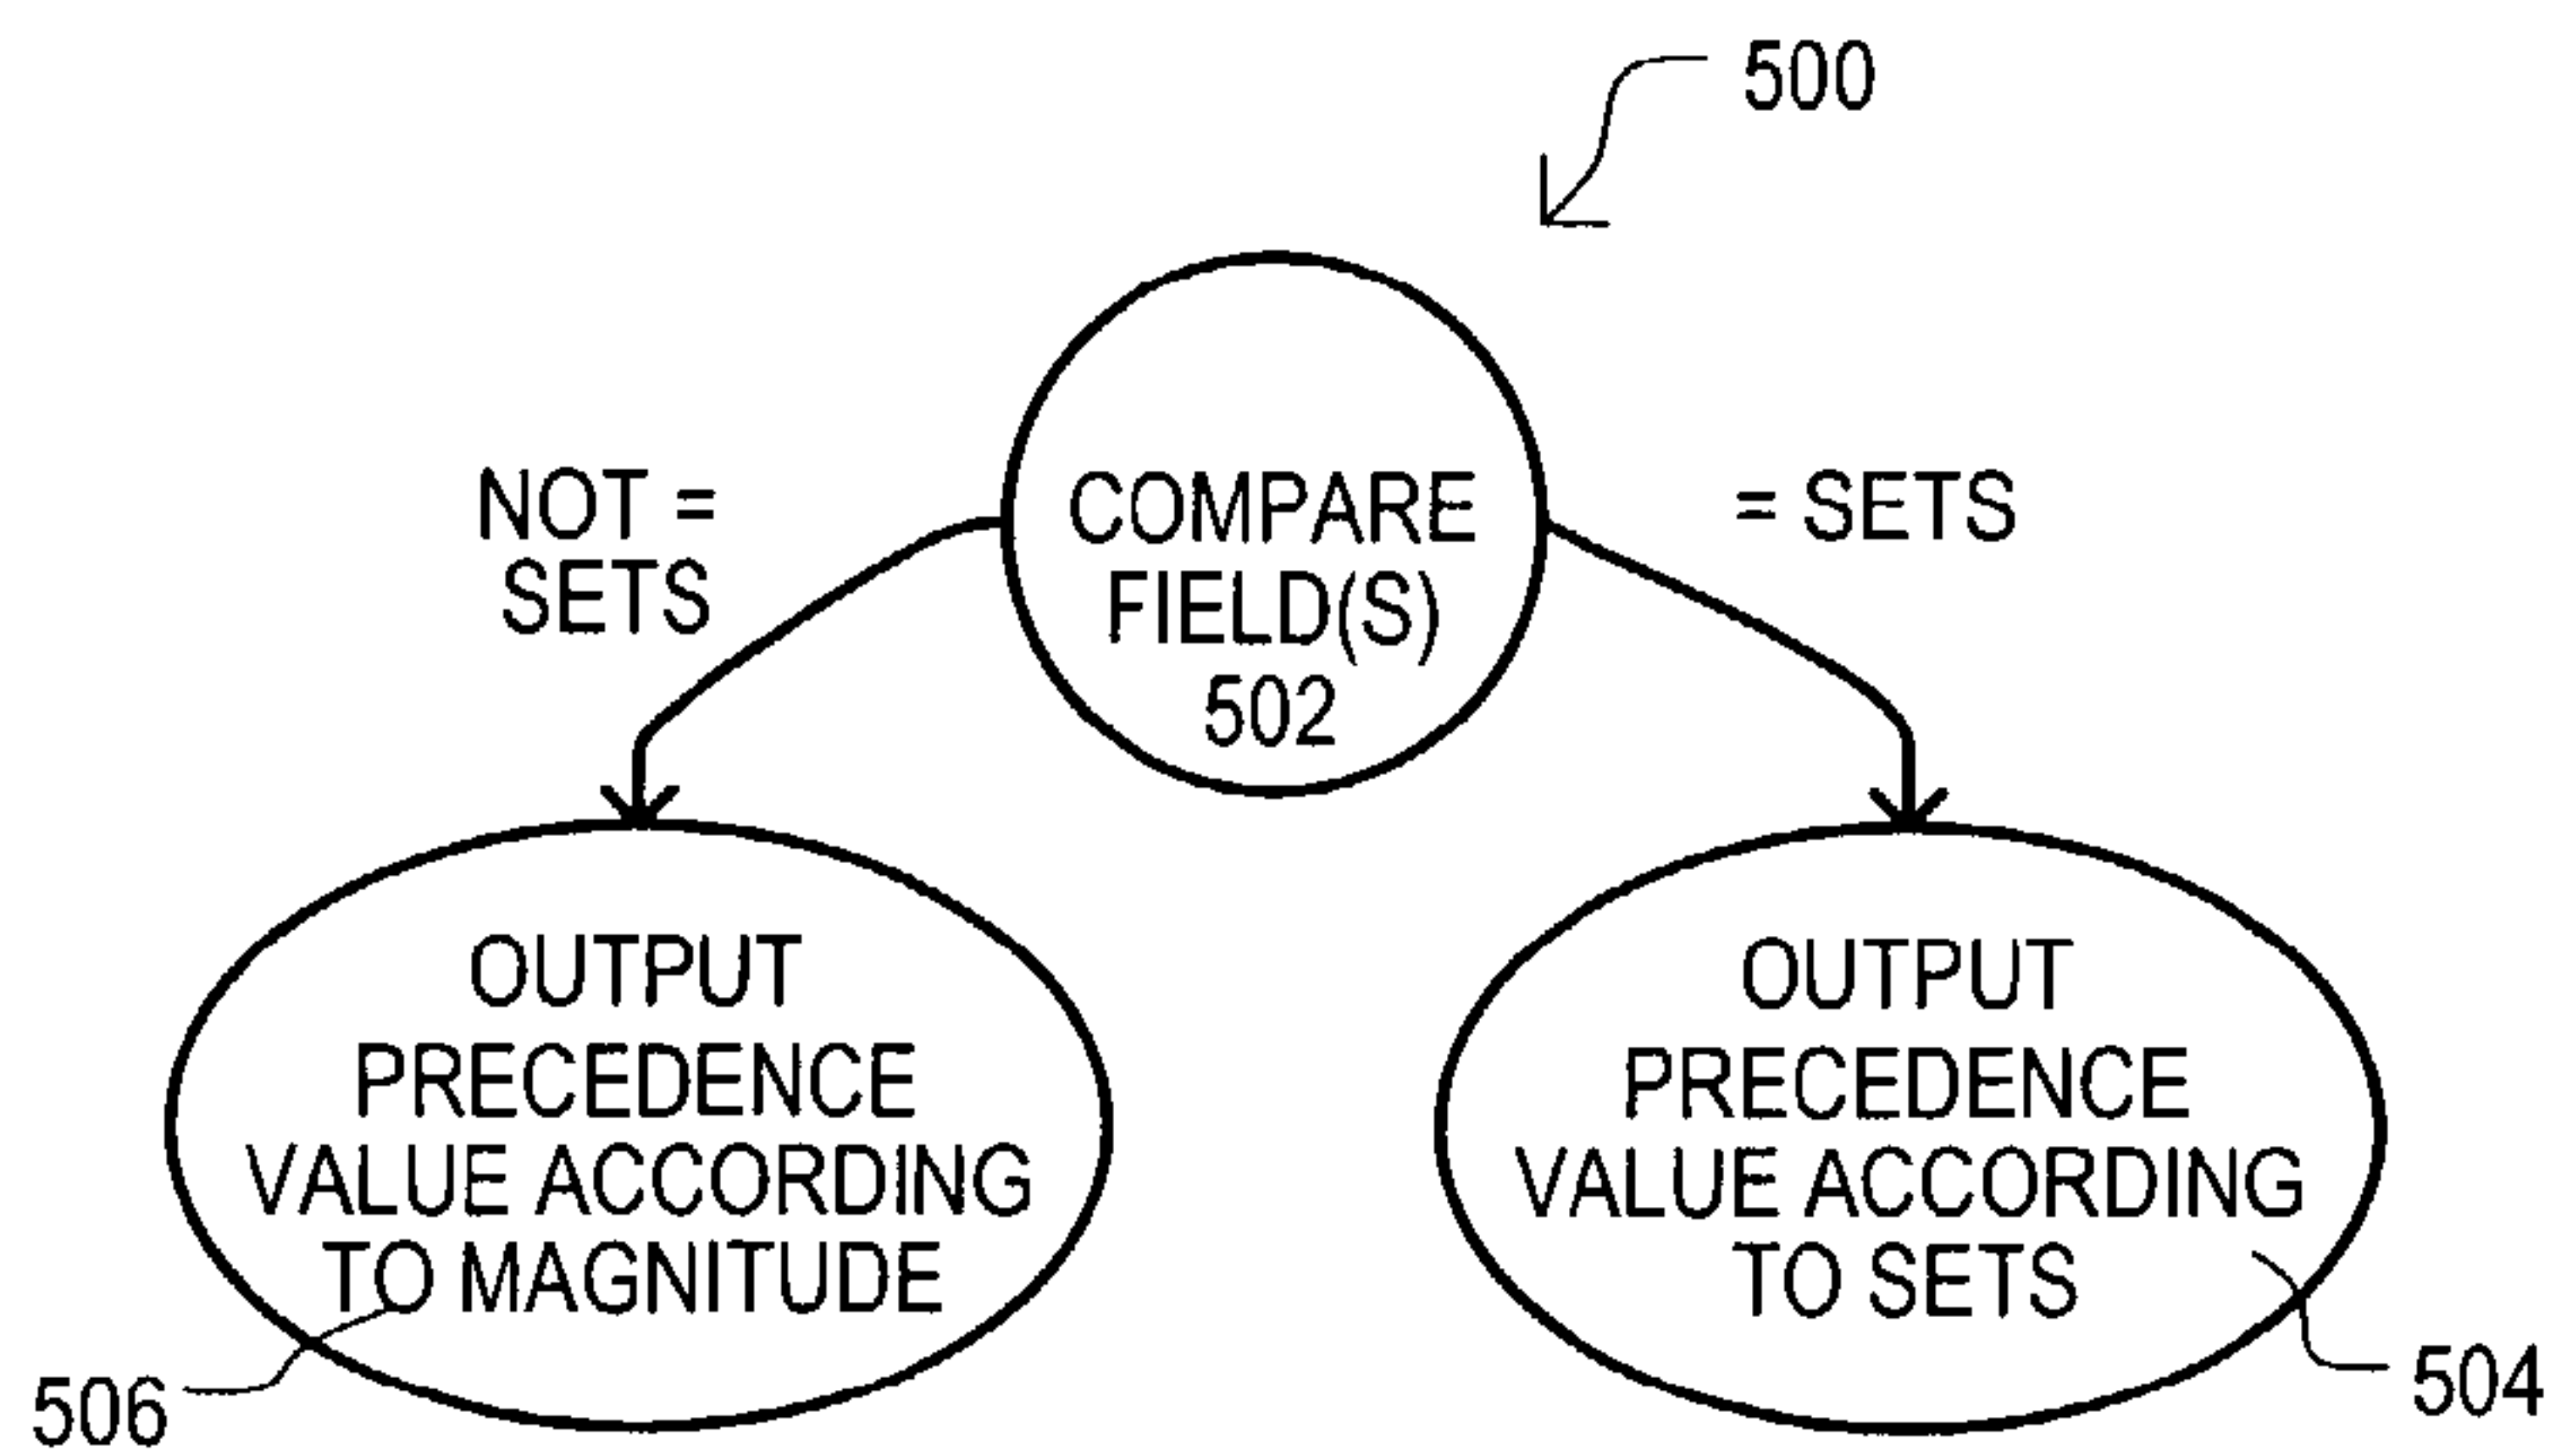 500
COMPARE
FIELD(S)
502
NOT =
SETS
= SETS
OUTPUT
PRECEDENCE
VALUE ACCORDING
TO MAGNITUDE
506
OUTPUT
PRECEDENCE
VALUE ACCORDING
TO SETS
504